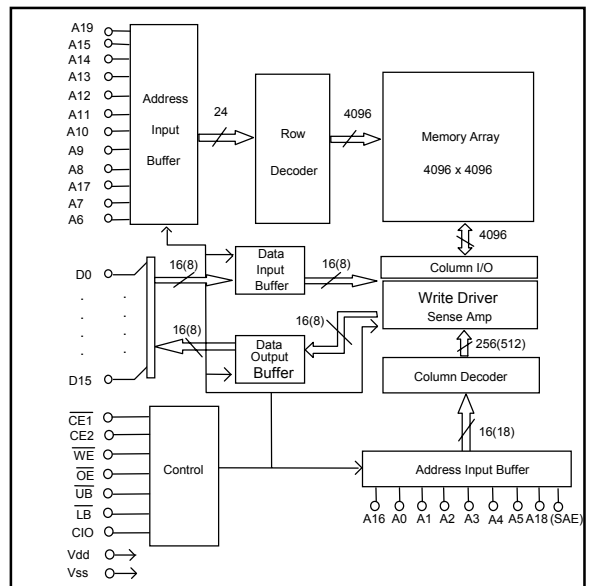 A19
A15
A14
A13
A12
A11
A10
A9
A8
A17
A7
A6
Address
Input
Buffer
24
Row
Decoder
4096
Memory Array
4096 x 4096
4096
D0
.
.
.
.
D15
.
.
.
.
16(8)
Data
Input
Buffer
16(8)
Column I/O
Write Driver
Sense Amp
16(8)
Data
Output
Buffer
16(8)
256(512)
Column Decoder
16(18)
CE1
CE2
WE
OE
UB
LB
CIO
Vdd
Vss
Control
Address Input Buffer
A16 A0 A1 A2 A3 A4 A5 A18 (SAE)